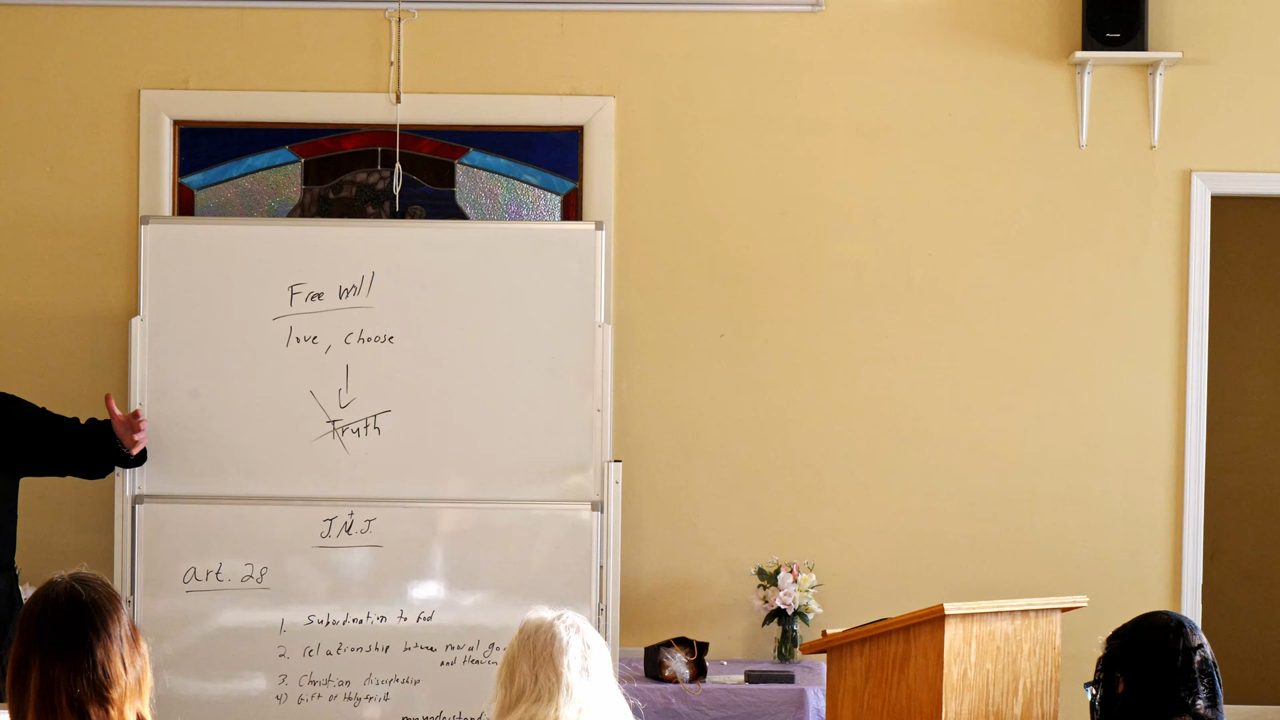 Free Will
love, choose
Truth
J.M.J.
art. 28
1. Subordination to God
2. relationship between moral
and Heaven
3. Christian discipleship
4) Gift of Holy Spirit